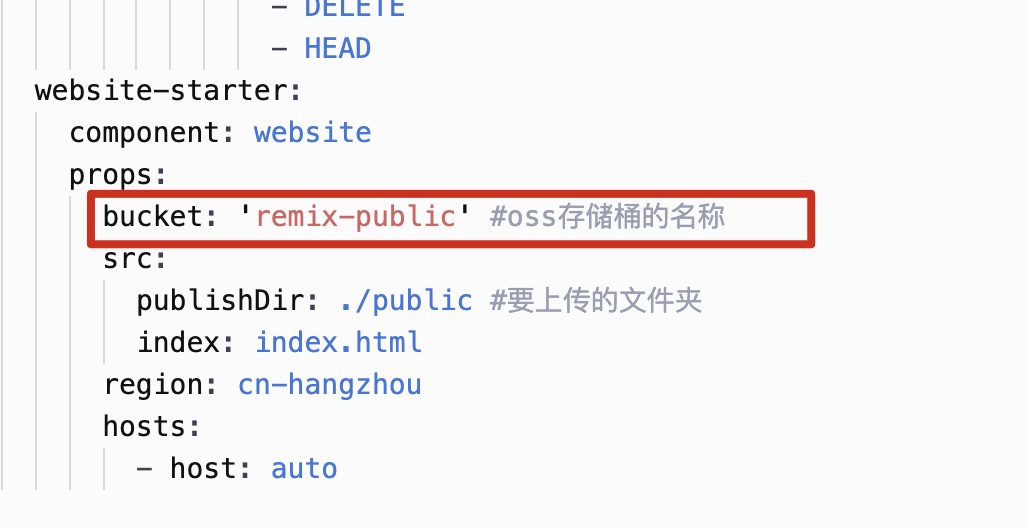 - DELETE
- HEAD
website-starter:
component: website
props:
bucket: 'remix-public' #oss存储桶的名称
src:
publishDir: ./public #要上传的文件夹
index: index.html
region: cn-hangzhou
hosts:
- host: auto